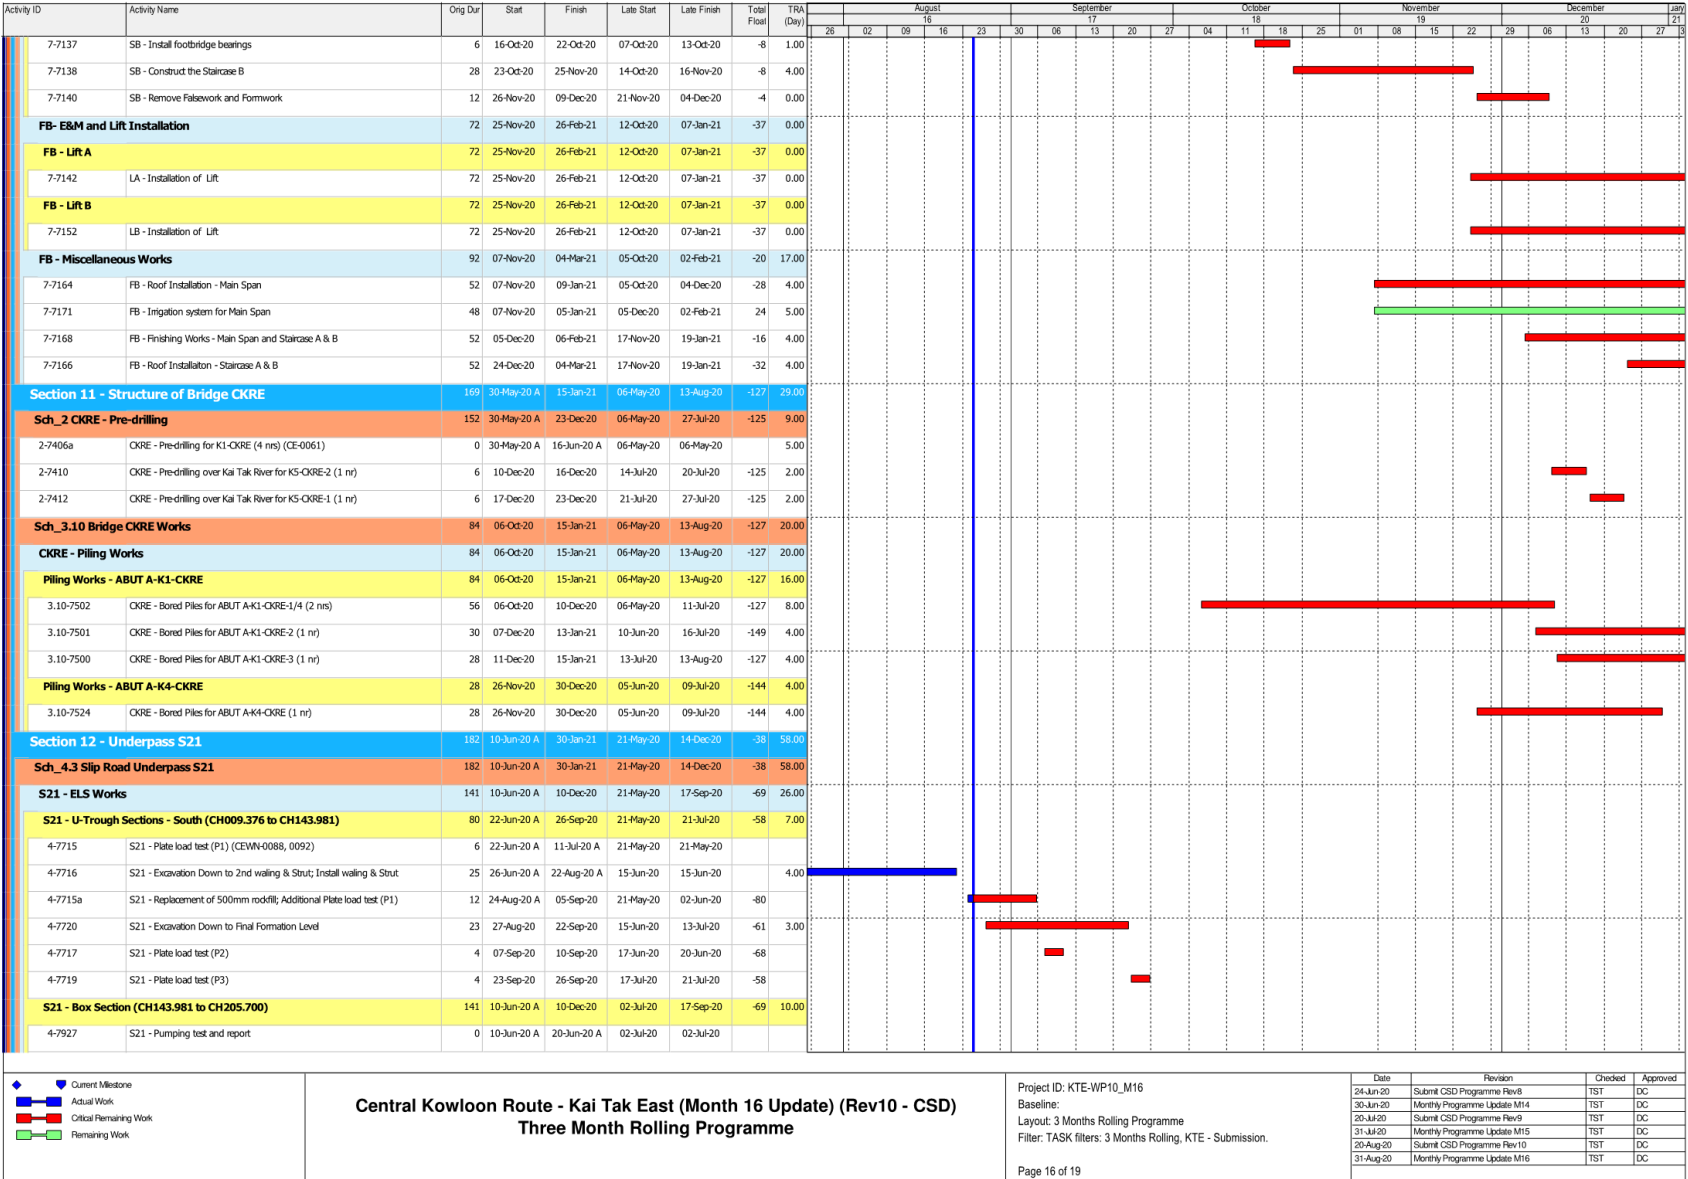 Activity ID Activity Name Orig Dur Start Finish Late Start Late Finish Total Float TRA (Day)
August September October November December uary
16 17 18 19 20 21
26 02 09 16 23 30 06 13 20 27 04 11 18 25 01 08 15 22 29 06 13 20 27 3
7-7137 SB - Install footbridge bearings 6 16-Oct-20 22-Oct-20 07-Oct-20 13-Oct-20 -8 1.00
7-7138 SB - Construct the Staircase B 28 23-Oct-20 25-Nov-20 14-Oct-20 16-Nov-20 -8 4.00
7-7140 SB - Remove Falsework and Formwork 12 26-Nov-20 09-Dec-20 21-Nov-20 04-Dec-20 -4 0.00
FB- E&M and Lift Installation 72 25-Nov-20 26-Feb-21 12-Oct-20 07-Jan-21 -37 0.00
FB - Lift A 72 25-Nov-20 26-Feb-21 12-Oct-20 07-Jan-21 -37 0.00
7-7142 LA - Installation of Lift 72 25-Nov-20 26-Feb-21 12-Oct-20 07-Jan-21 -37 0.00
FB - Lift B 72 25-Nov-20 26-Feb-21 12-Oct-20 07-Jan-21 -37 0.00
7-7152 LB - Installation of Lift 72 25-Nov-20 26-Feb-21 12-Oct-20 07-Jan-21 -37 0.00
FB - Miscellaneous Works 92 07-Nov-20 04-Mar-21 05-Oct-20 02-Feb-21 -20 17.00
7-7164 FB - Roof Installation - Main Span 52 07-Nov-20 09-Jan-21 05-Oct-20 04-Dec-20 -28 4.00
7-7171 FB - Irrigation system for Main Span 48 07-Nov-20 05-Jan-21 05-Dec-20 02-Feb-21 24 5.00
7-7168 FB - Finishing Works - Main Span and Staircase A & B 52 05-Dec-20 06-Feb-21 17-Nov-20 19-Jan-21 -16 4.00
7-7166 FB - Roof Installaiton - Staircase A & B 52 24-Dec-20 04-Mar-21 17-Nov-20 19-Jan-21 -32 4.00
Section 11 - Structure of Bridge CKRE 169 30-May-20 A 15-Jan-21 06-May-20 13-Aug-20 -127 29.00
Sch_2 CKRE - Pre-drilling 152 30-May-20 A 23-Dec-20 06-May-20 27-Jul-20 -125 9.00
2-7406a CKRE - Pre-drilling for K1-CKRE (4 nrs) (CE-0061) 0 30-May-20 A 16-Jun-20 A 06-May-20 06-May-20 5.00
2-7410 CKRE - Pre-drilling over Kai Tak River for K5-CKRE-2 (1 nr) 6 10-Dec-20 16-Dec-20 14-Jul-20 20-Jul-20 -125 2.00
2-7412 CKRE - Pre-drilling over Kai Tak River for K5-CKRE-1 (1 nr) 6 17-Dec-20 23-Dec-20 21-Jul-20 27-Jul-20 -125 2.00
Sch_3.10 Bridge CKRE Works 84 06-Oct-20 15-Jan-21 06-May-20 13-Aug-20 -127 20.00
CKRE - Piling Works 84 06-Oct-20 15-Jan-21 06-May-20 13-Aug-20 -127 20.00
Piling Works - ABUT A-K1-CKRE 84 06-Oct-20 15-Jan-21 06-May-20 13-Aug-20 -127 16.00
3.10-7502 CKRE - Bored Piles for ABUT A-K1-CKRE-1/4 (2 nrs) 56 06-Oct-20 10-Dec-20 06-May-20 11-Jul-20 -127 8.00
3.10-7501 CKRE - Bored Piles for ABUT A-K1-CKRE-2 (1 nr) 30 07-Dec-20 13-Jan-21 10-Jun-20 16-Jul-20 -149 4.00
3.10-7500 CKRE - Bored Piles for ABUT A-K1-CKRE-3 (1 nr) 28 11-Dec-20 15-Jan-21 13-Jul-20 13-Aug-20 -127 4.00
Piling Works - ABUT A-K4-CKRE 28 26-Nov-20 30-Dec-20 05-Jun-20 09-Jul-20 -144 4.00
3.10-7524 CKRE - Bored Piles for ABUT A-K4-CKRE (1 nr) 28 26-Nov-20 30-Dec-20 05-Jun-20 09-Jul-20 -144 4.00
Section 12 - Underpass S21 182 10-Jun-20 A 30-Jan-21 21-May-20 14-Dec-20 -38 58.00
Sch_4.3 Slip Road Underpass S21 182 10-Jun-20 A 30-Jan-21 21-May-20 14-Dec-20 -38 58.00
S21 - ELS Works 141 10-Jun-20 A 10-Dec-20 21-May-20 17-Sep-20 -69 26.00
S21 - U-Trough Sections - South (CH009.376 to CH143.981) 80 22-Jun-20 A 26-Sep-20 21-May-20 21-Jul-20 -58 7.00
4-7715 S21 - Plate load test (P1) (CEWN-0088, 0092) 6 22-Jun-20 A 11-Jul-20 A 21-May-20 21-May-20
4-7716 S21 - Excavation Down to 2nd waling & Strut; Install waling & Strut 25 26-Jun-20 A 22-Aug-20 A 15-Jun-20 15-Jun-20 4.00
4-7715a S21 - Replacement of 500mm rockfill; Additional Plate load test (P1) 12 24-Aug-20 A 05-Sep-20 21-May-20 02-Jun-20 -80
4-7720 S21 - Excavation Down to Final Formation Level 23 27-Aug-20 22-Sep-20 15-Jun-20 13-Jul-20 -61 3.00
4-7717 S21 - Plate load test (P2) 4 07-Sep-20 10-Sep-20 17-Jun-20 20-Jun-20 -68
4-7719 S21 - Plate load test (P3) 4 23-Sep-20 26-Sep-20 17-Jul-20 21-Jul-20 -58
S21 - Box Section (CH143.981 to CH205.700) 141 10-Jun-20 A 10-Dec-20 02-Jul-20 17-Sep-20 -69 10.00
4-7927 S21 - Pumping test and report 0 10-Jun-20 A 20-Jun-20 A 02-Jul-20 02-Jul-20
Current Milestone
Actual Work
Critical Remaining Work
Remaining Work
Central Kowloon Route - Kai Tak East (Month 16 Update) (Rev10 - CSD)
Three Month Rolling Programme
Project ID: KTE-WP10_M16
Baseline:
Layout: 3 Months Rolling Programme
Filter: TASK filters: 3 Months Rolling, KTE - Submission.
Page 16 of 19
Date Revision Checked Approved
24-Jun-20 Submit CSD Programme Rev8 TST DC
30-Jun-20 Monthly Programme Update M14 TST DC
20-Jul-20 Submit CSD Programme Rev9 TST DC
31-Jul-20 Monthly Programme Update M15 TST DC
20-Aug-20 Submit CSD Programme Rev10 TST DC
31-Aug-20 Monthly Programme Update M16 TST DC